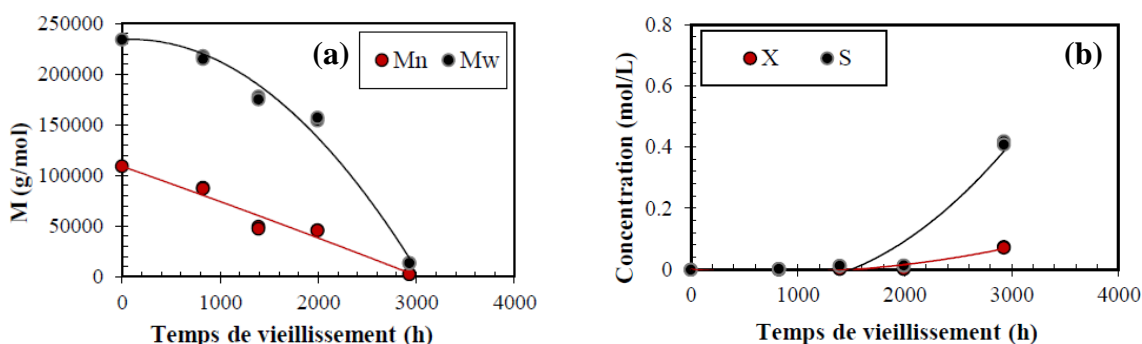 250000
200000
150000
100000
50000
0
M (g/mol)
(a)
Mn Mw
0 1000 2000 3000 4000
Temps de vieillissement (h)
0.8
0.6
0.4
0.2
0
Concentration (mol/L)
X S
(b)
0 1000 2000 3000 4000
Temps de vieillissement (h)